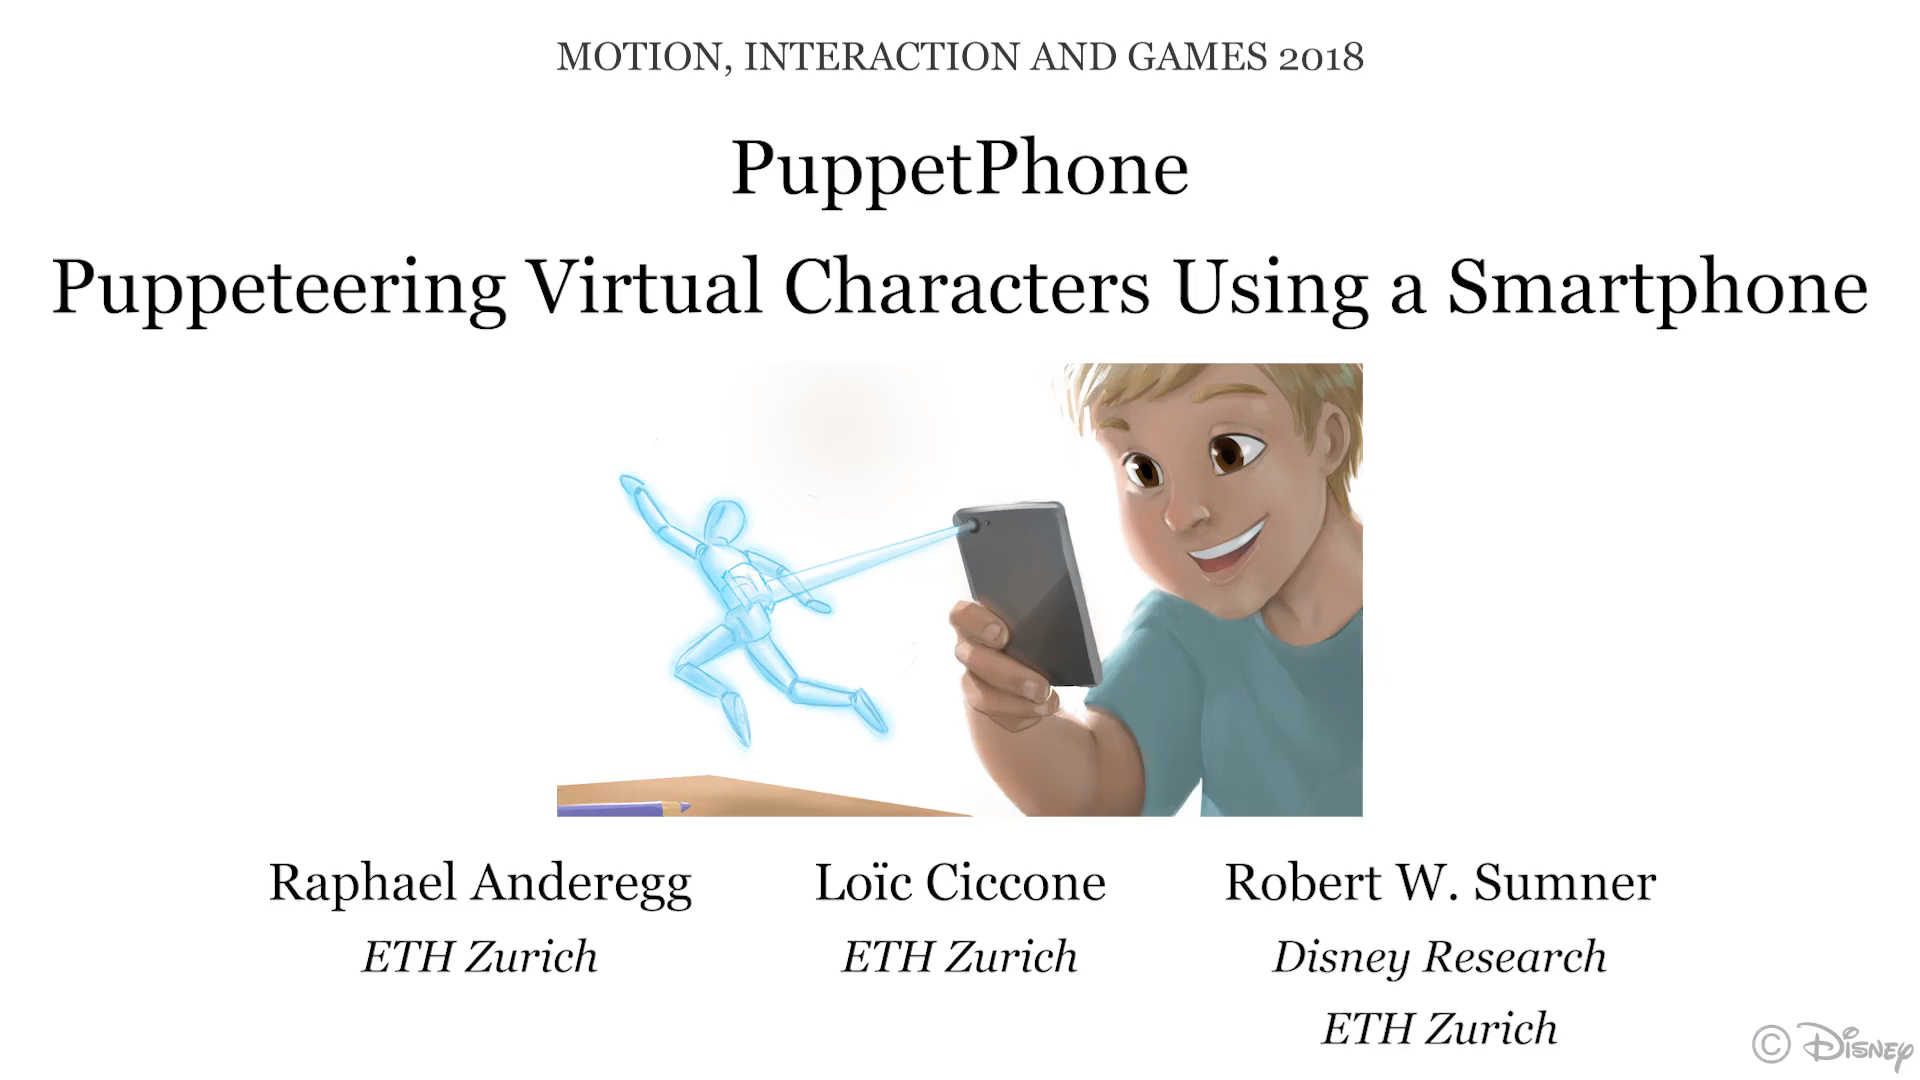 MOTION, INTERACTION AND GAMES 2018
PuppetPhone
Puppeteering Virtual Characters Using a Smartphone
Raphael Anderegg
ETH Zurich
Loïc Ciccone
ETH Zurich
Robert W. Sumner
Disney Research
ETH Zurich
© Disney